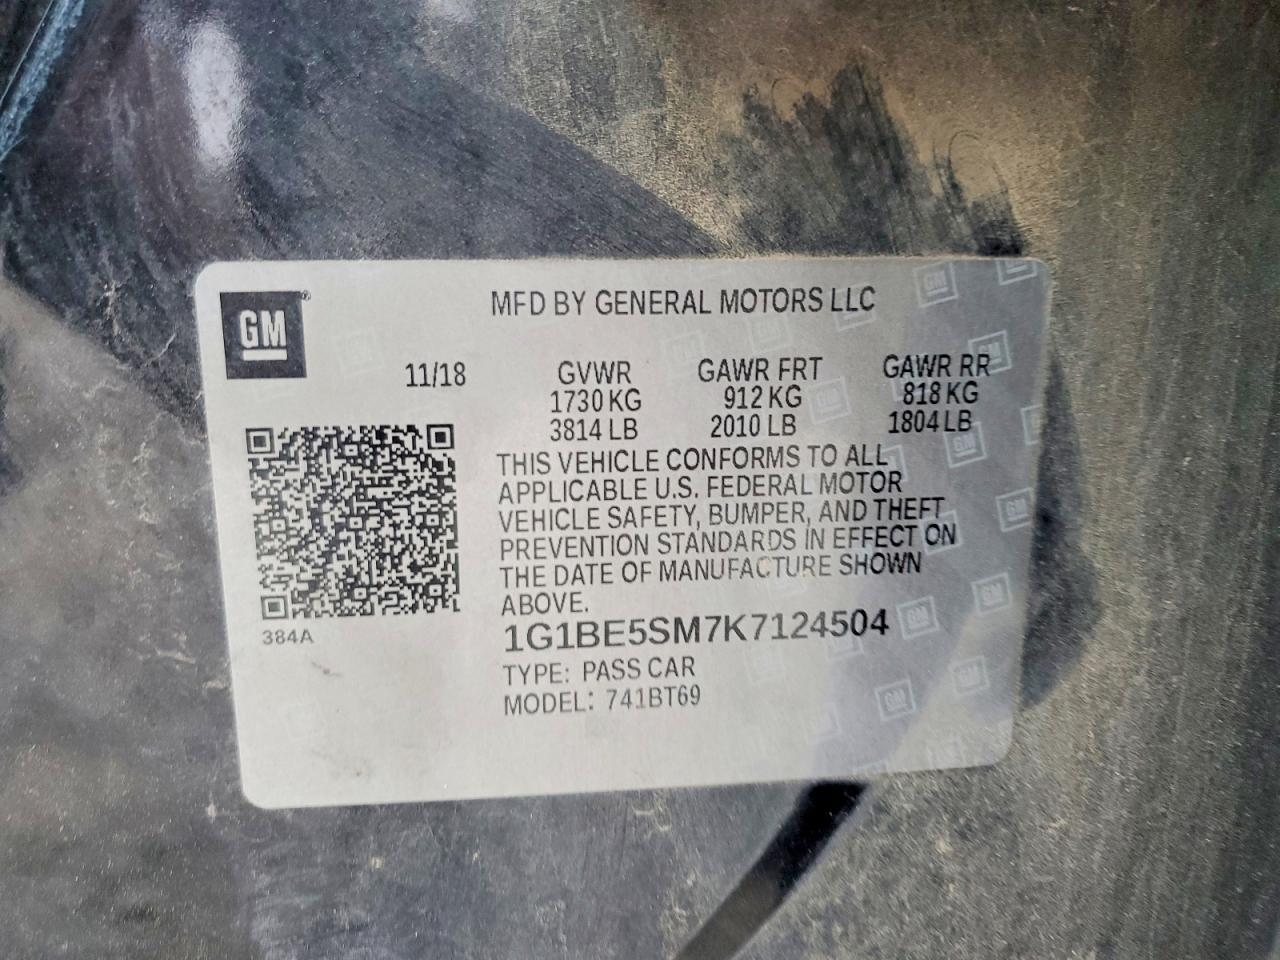 GM
MFD BY GENERAL MOTORS LLC
11/18 GVWR GAWR FRT GAWR RR
1730 KG 912 KG 818 KG
3814 LB 2010 LB 1804 LB
THIS VEHICLE CONFORMS TO ALL
APPLICABLE U.S. FEDERAL MOTOR
VEHICLE SAFETY, BUMPER, AND THEFT
PREVENTION STANDARDS IN EFFECT ON
THE DATE OF MANUFACTURE SHOWN
ABOVE.
384A
1G1BE5SM7K7124504
TYPE: PASS CAR
MODEL: 741BT69